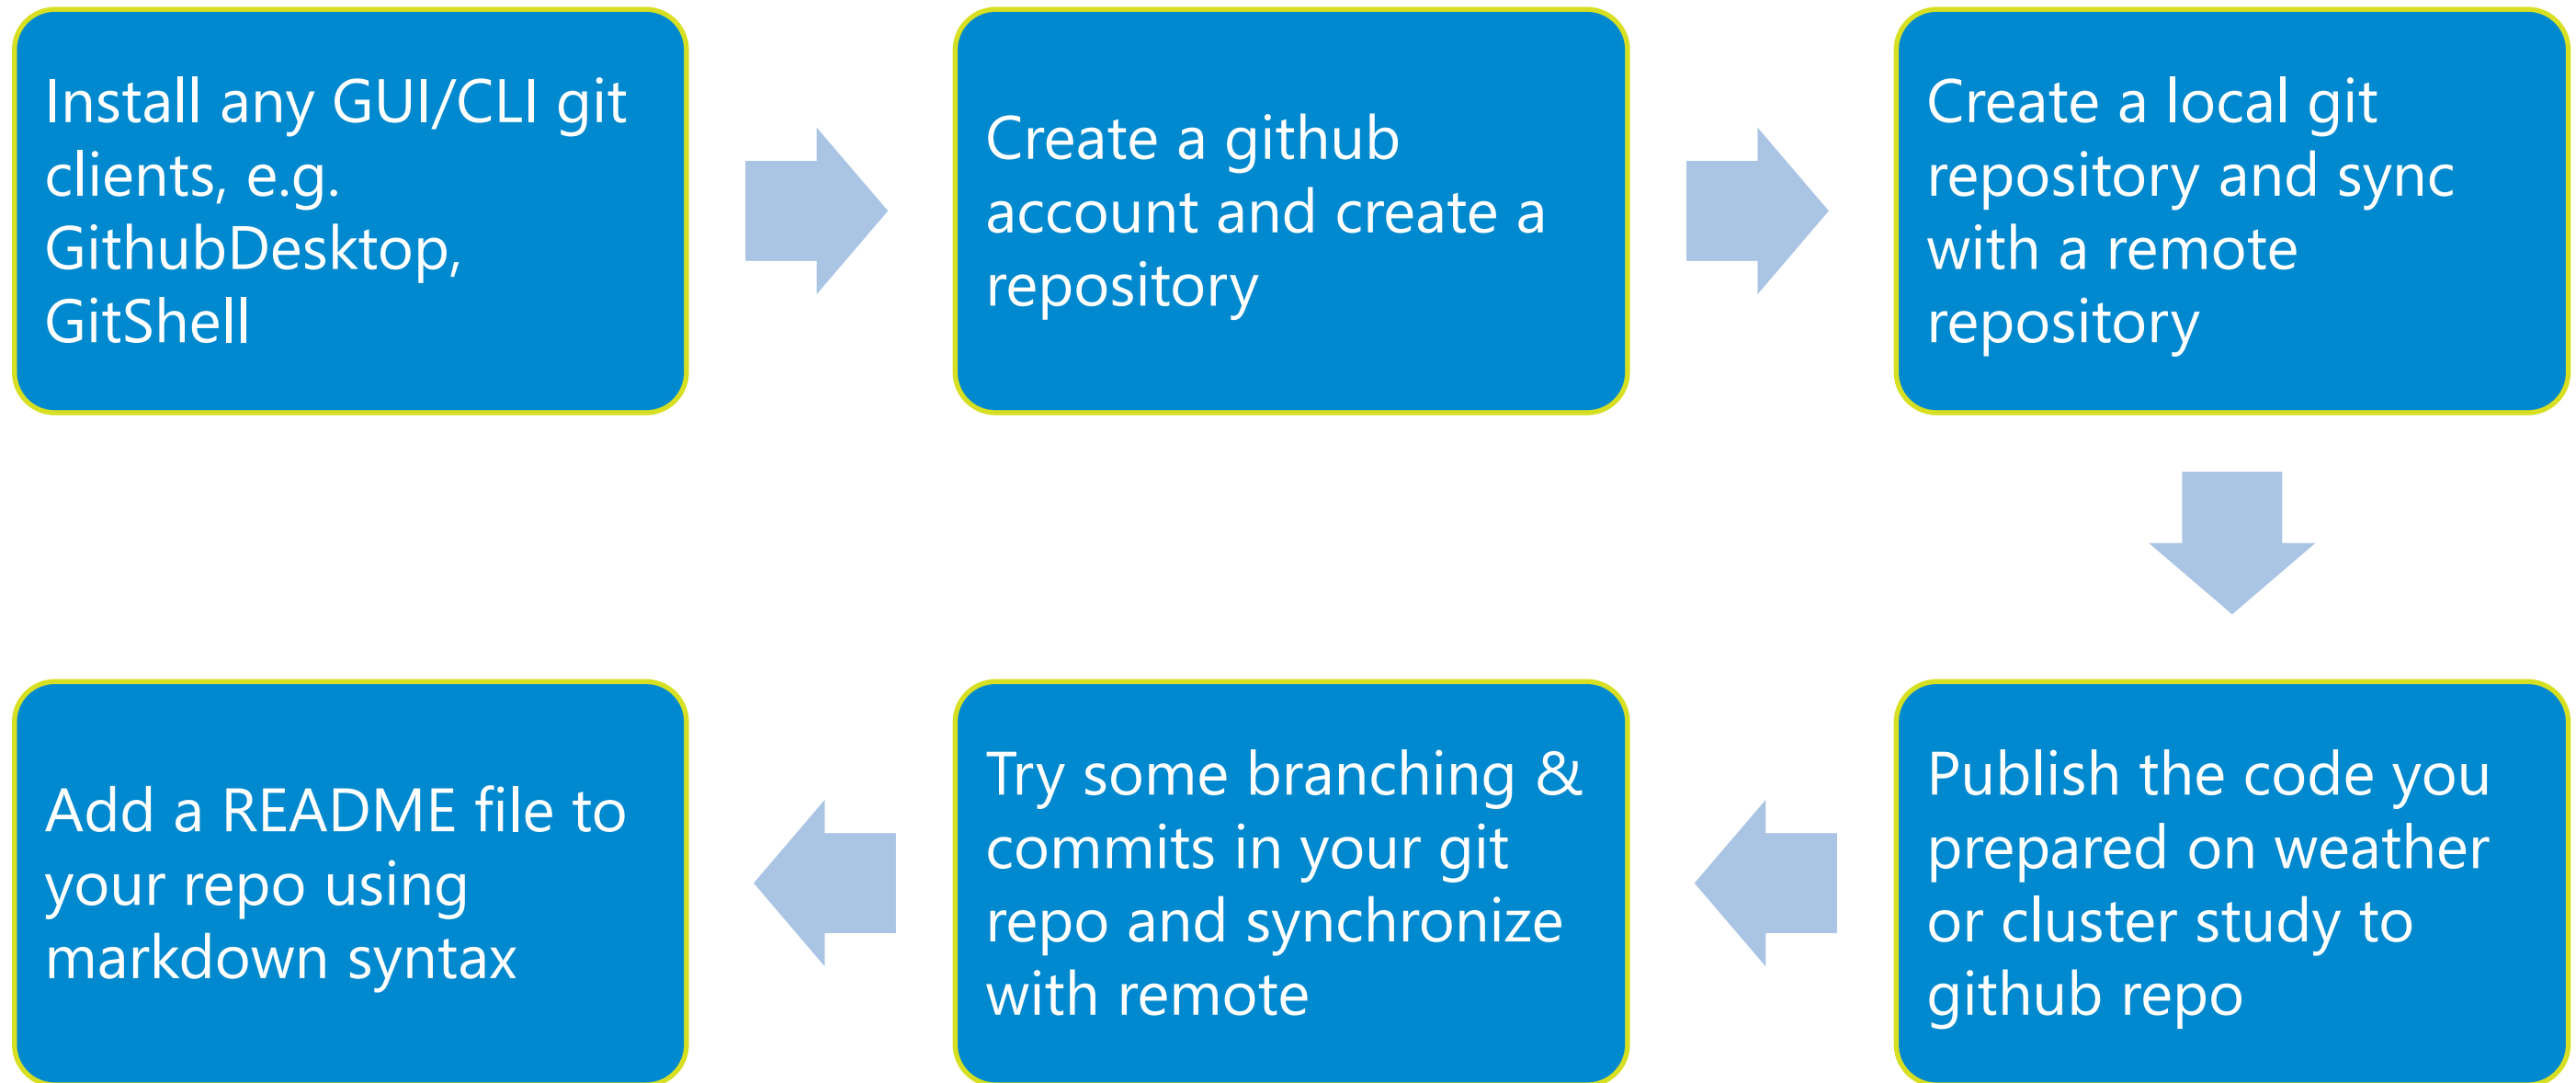 Install any GUI/CLI git
clients, e.g.
GithubDesktop,
GitShell
Create a github
account and create a
repository
Create a local git
repository and sync
with a remote
repository
Publish the code you
prepared on weather
or cluster study to
github repo
Try some branching &
commits in your git
repo and synchronize
with remote
Add a README file to
your repo using
markdown syntax